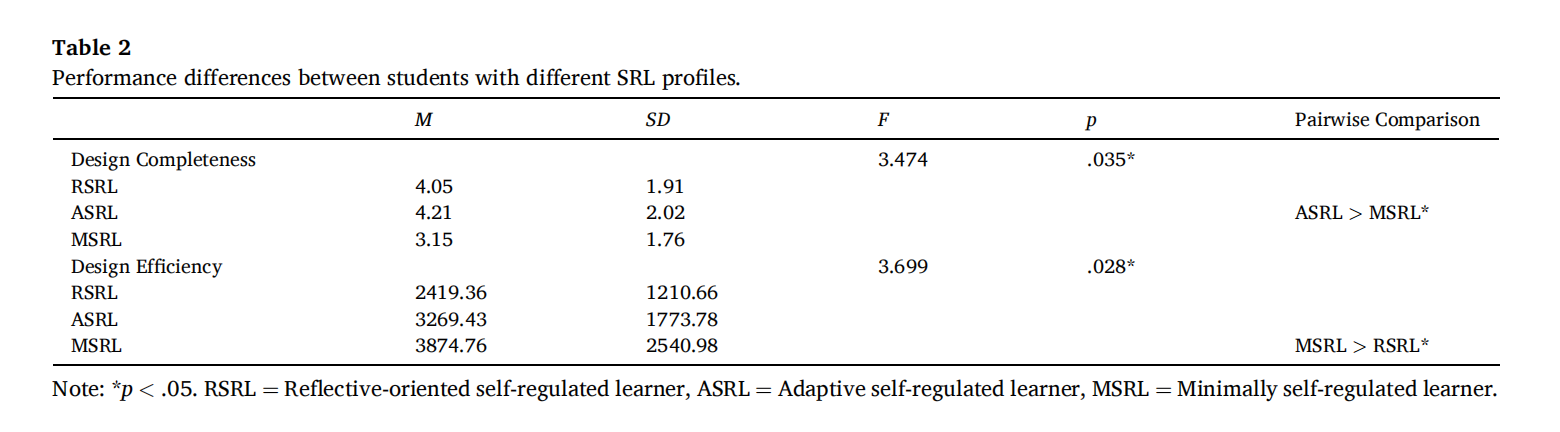 Table 2
Performance differences between students with different SRL profiles.
M SD F p Pairwise Comparison
Design Completeness 3.474 .035*
RSRL 4.05 1.91
ASRL 4.21 2.02 ASRL > MSRL*
MSRL 3.15 1.76
Design Efficiency 3.699 .028*
RSRL 2419.36 1210.66
ASRL 3269.43 1773.78
MSRL 3874.76 2540.98 MSRL > RSRL*
Note: *p < .05. RSRL = Reflective-oriented self-regulated learner, ASRL = Adaptive self-regulated learner, MSRL = Minimally self-regulated learner.